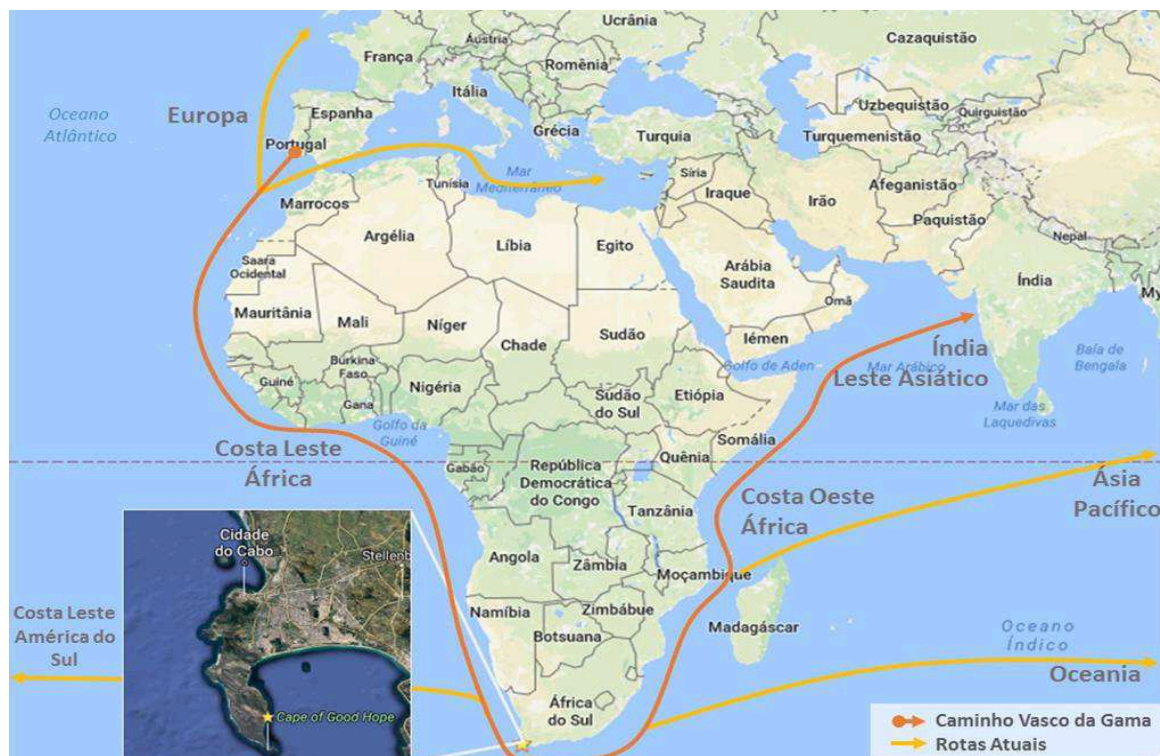 Ucrânia
Cazaquistão
Áustria
França
Romênia
Itália
Uzbequistão
Quirguistão
Oceano
Atlântico
Europa
Espanha
Grécia
Turquia
Turquemenistão
Portugal
Mar
Mediterrâneo
Tunísia
Síria
Iraque
Irão
Afeganistão
Paquistão
Nepal
Marrocos
Argélia
Líbia
Egito
Arábia
Saudita
Índia
My
Saara
Ocidental
Omã
Mauritânia
Mali
Níger
Chade
Sudão
Iémen
Golfo de Aden
Mar Arábico
Índia
Leste Asiático
Baía de
Bengala
Burkina
Faso
Guiné
Gana
Nigéria
Sudão
do Sul
Etiópia
Mar das
Laquedivas
Golfo da
Guiné
Somália
Costa Leste
África
Gabão
República
Democrática
do Congo
Quênia
Tanzânia
Costa Oeste
África
Ásia
Pacífico
Cidade
do Cabo
Stellenb
Angola
Zâmbia
Moçambique
Namíbia
Zimbábue
Botsuana
Madagáscar
Costa Leste
América do
Sul
Oceano
Índico
Oceania
Cape of Good Hope
África
do Sul
Caminho Vasco da Gama
Rotas Atuais